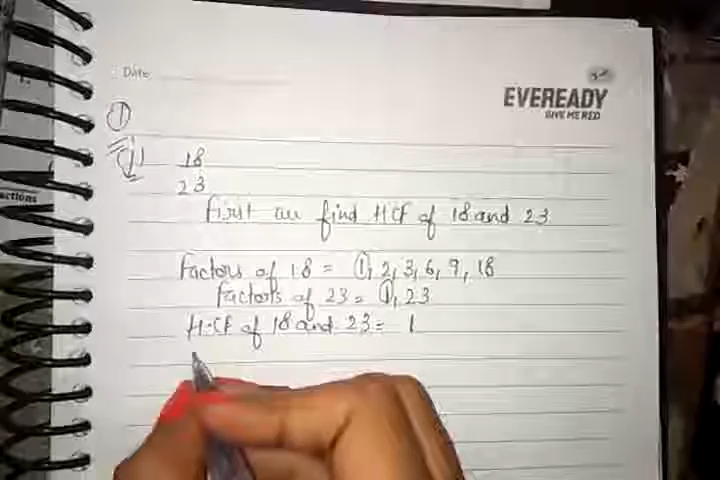 Date
EVEREADY
GIVE ME RED
1
18
23
First we find HCF of 18 and 23
Factors of 18 = 1, 2, 3, 6, 9, 18
Factors of 23 = 1, 23
H.CF of 18 and 23 = 1